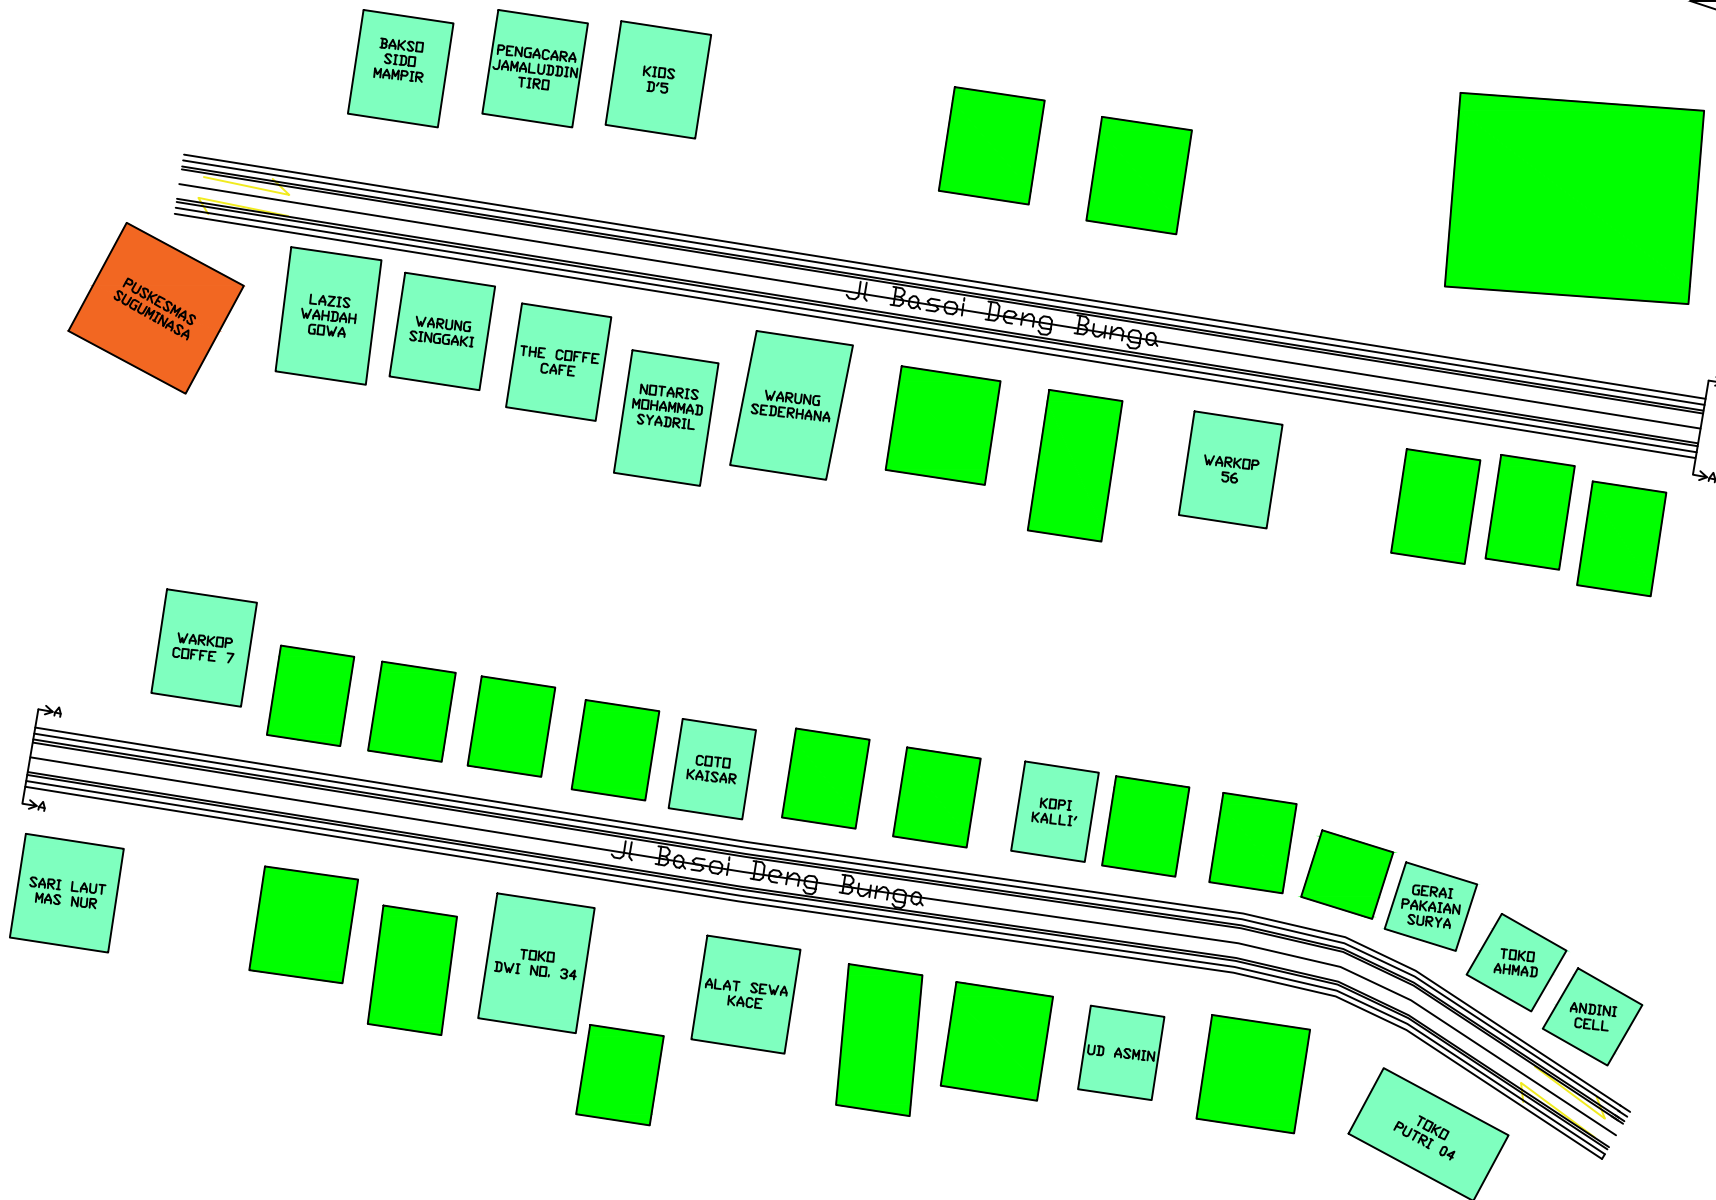 BAKSO
SIDO
MAMPIR
PENGACARA
JAMALUDDIN
TIRO
KIOS
D'5
PUSKESMAS
SUGUMINASA
LAZIS
WAHDAH
GOWA
WARUNG
SINGGAKI
THE COFFE
CAFE
NOTARIS
MOHAMMAD
SYADRIL
WARUNG
SEDERHANA
Jl Basoi Deng Bunga
WARKOP
56
A
WARKOP
COFFE 7
A
A
COTO
KAISAR
KOPI
KALLI'
Jl Basoi Deng Bunga
GERAI
PAKAIAN
SURYA
TOKO
AHMAD
ANDINI
CELL
SARI LAUT
MAS NUR
TOKO
DWI NO. 34
ALAT SEWA
KACE
UD ASMIN
TOKO
PUTRI 04